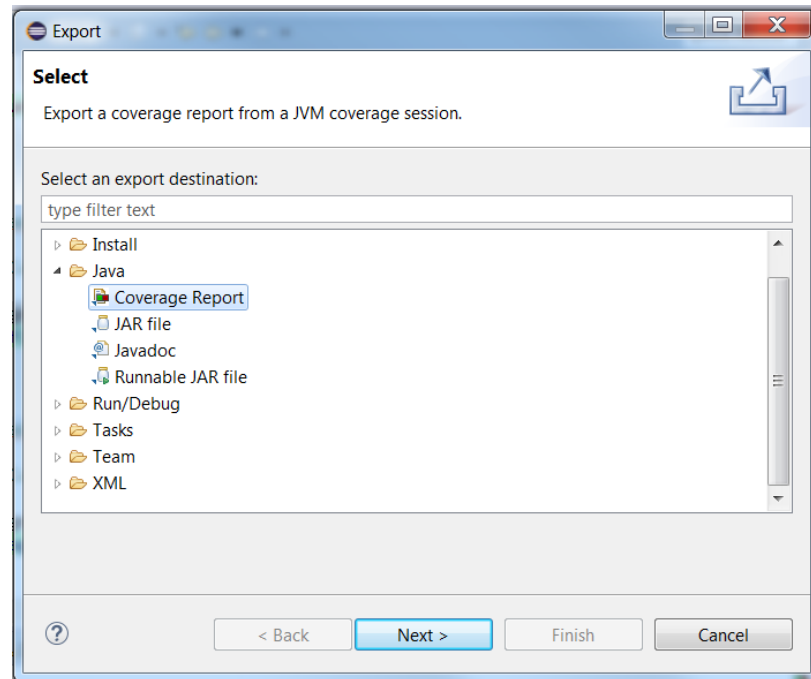 Export
Select
Export a coverage report from a JVM coverage session.
Select an export destination:
type filter text
Install
Java
Coverage Report
JAR file
Javadoc
Runnable JAR file
Run/Debug
Tasks
Team
XML
? < Back Next > Finish Cancel